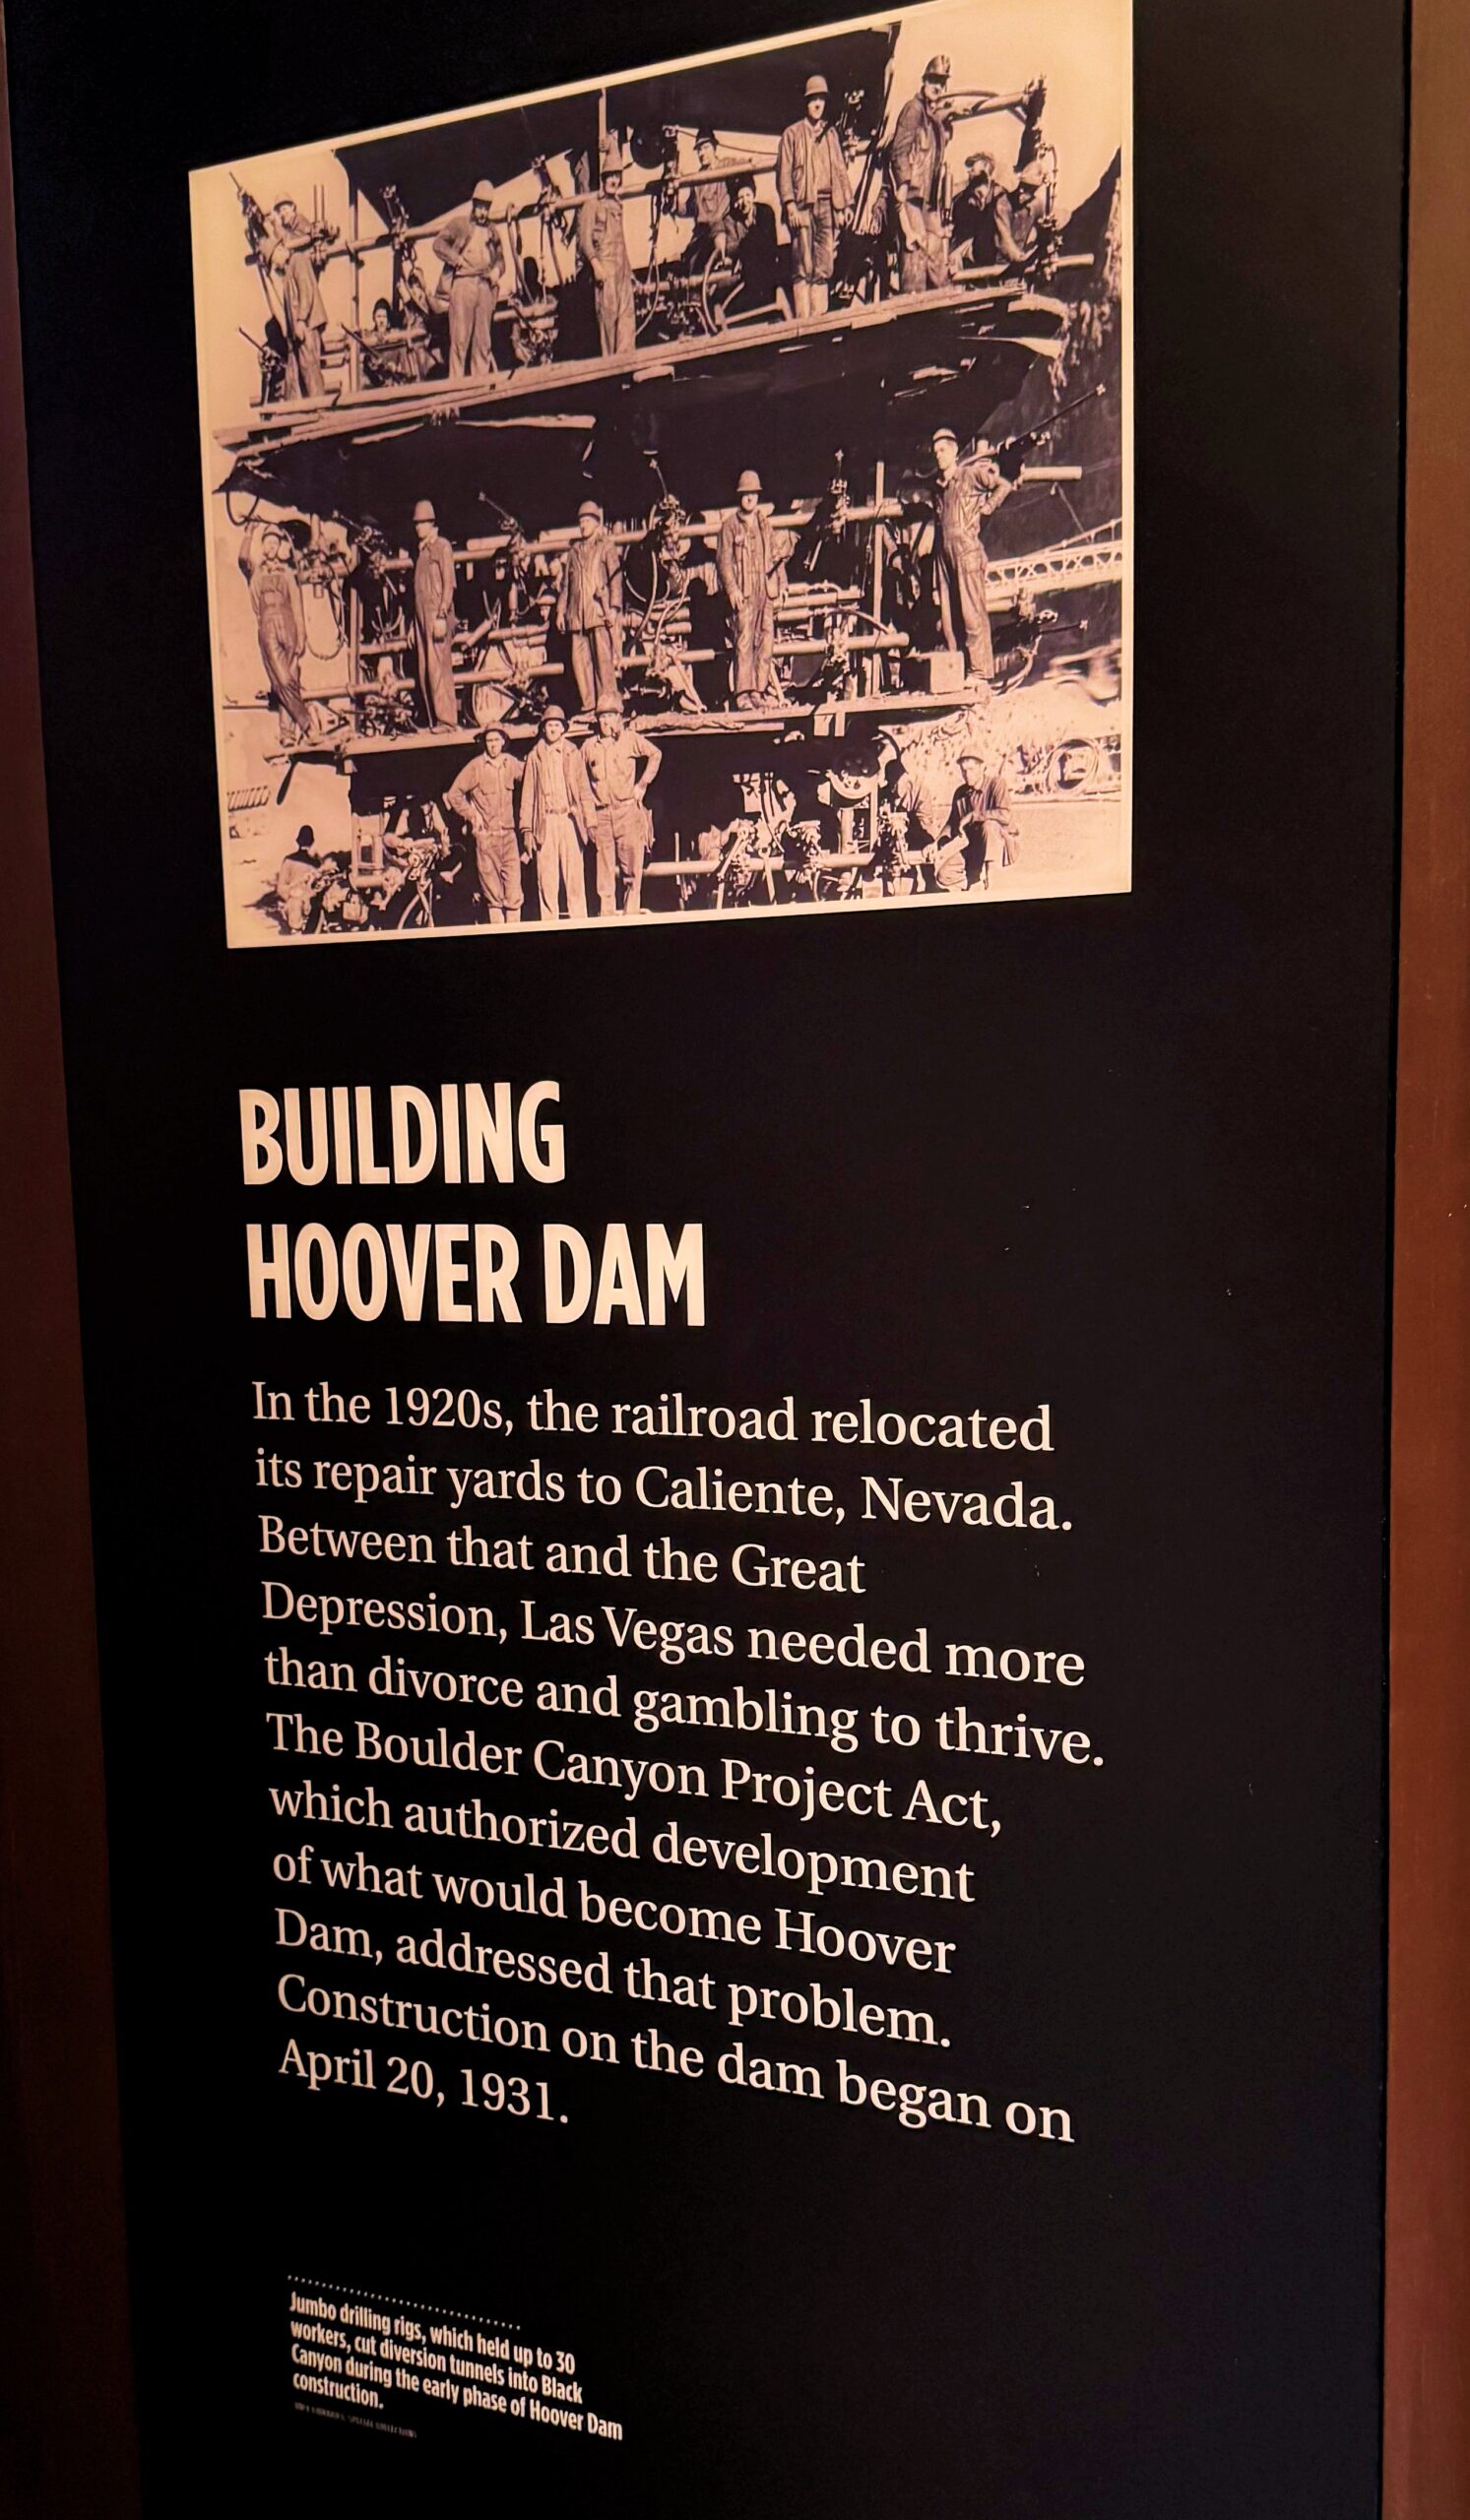 BUILDING
HOOVER DAM
In the 1920s, the railroad relocated
its repair yards to Caliente, Nevada.
Between that and the Great
Depression, Las Vegas needed more
than divorce and gambling to thrive.
The Boulder Canyon Project Act,
which authorized development
of what would become Hoover
Dam, addressed that problem.
Construction on the dam began on
April 20, 1931.
Jumbo drilling rigs, which held up to 30
workers, cut diversion tunnels into Black
Canyon during the early phase of Hoover Dam
construction.